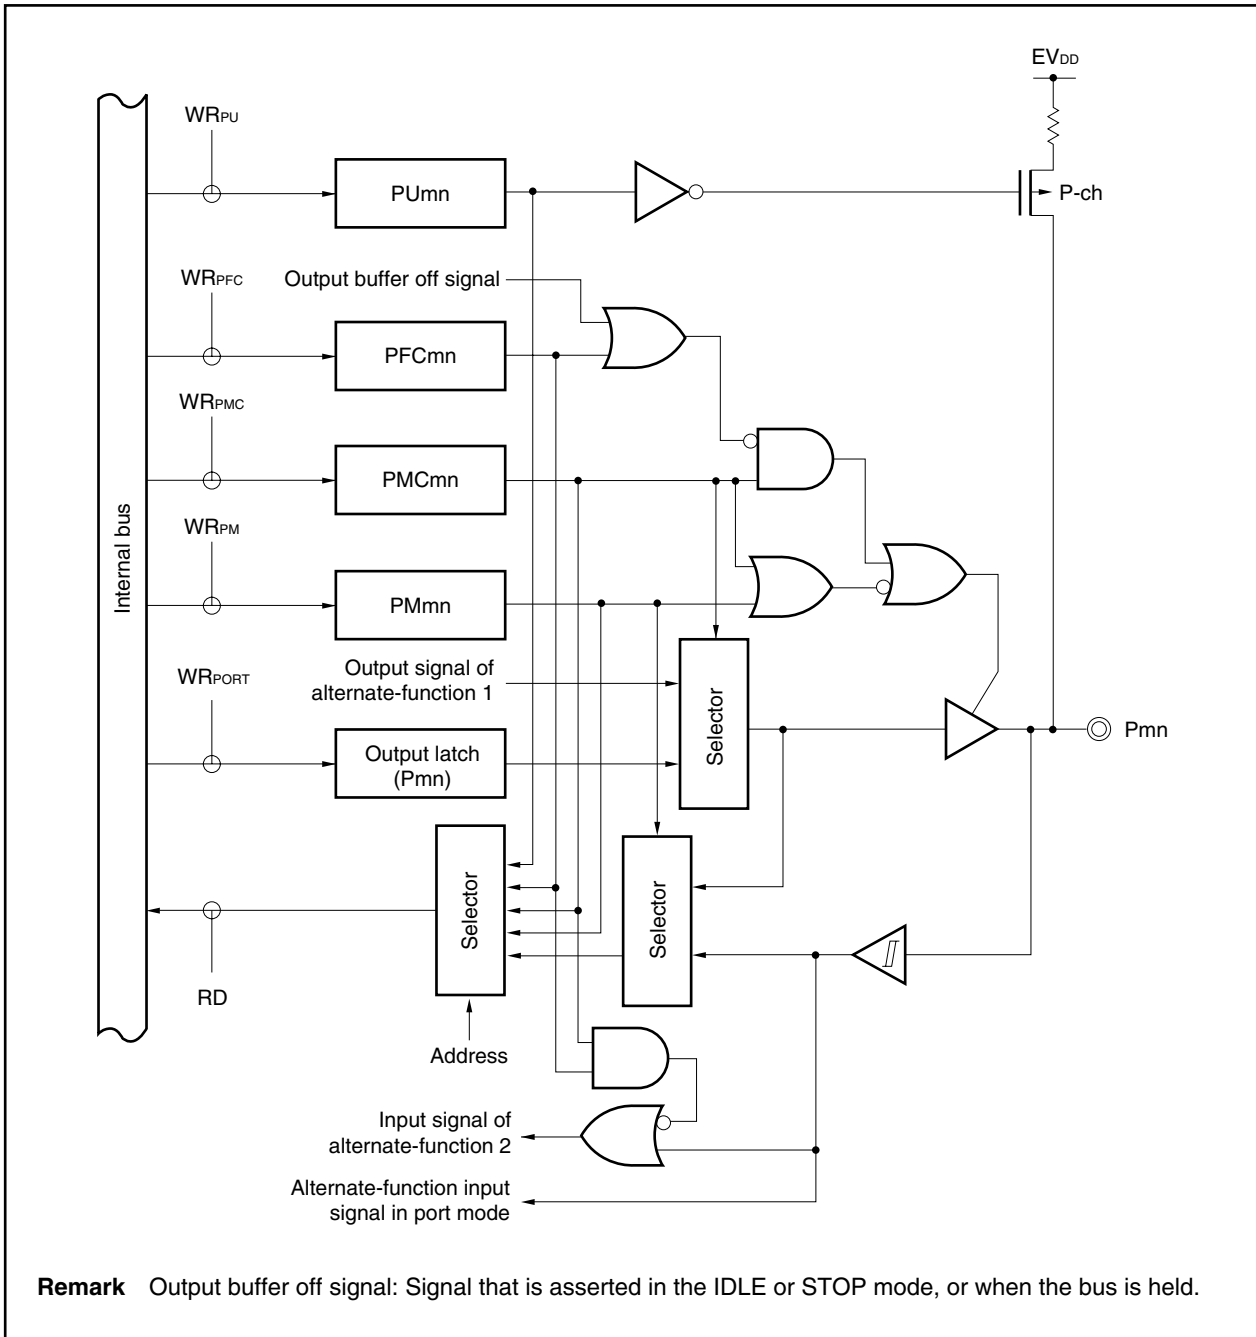 EVDD
WRPU
PUmn
P-ch
WRPFC
Output buffer off signal
PFCmn
WRPMC
PMCmn
WRPM
Internal bus
PMmn
Output signal of
alternate-function 1
WRPORT
Selector
Output latch
(Pmn)
Pmn
Selector
Selector
RD
Address
Input signal of
alternate-function 2
Alternate-function input
signal in port mode
Remark Output buffer off signal: Signal that is asserted in the IDLE or STOP mode, or when the bus is held.